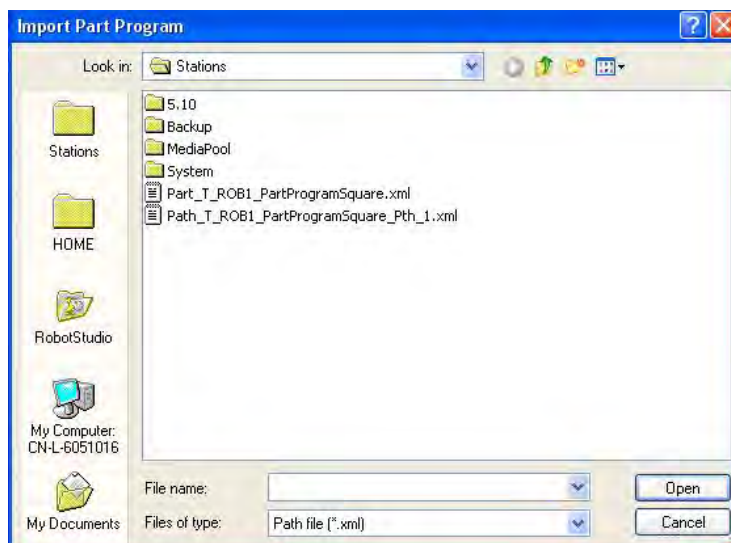 Import Part Program
Look in: Stations
5.10
Backup
MediaPool
System
Part_T_ROB1_PartProgramSquare.xml
Path_T_ROB1_PartProgramSquare_Pth_1.xml
Stations
HOME
RobotStudio
My Computer:
CN-L-6051016
My Documents
File name:
Open
Files of type: Path file (*.xml)
Cancel